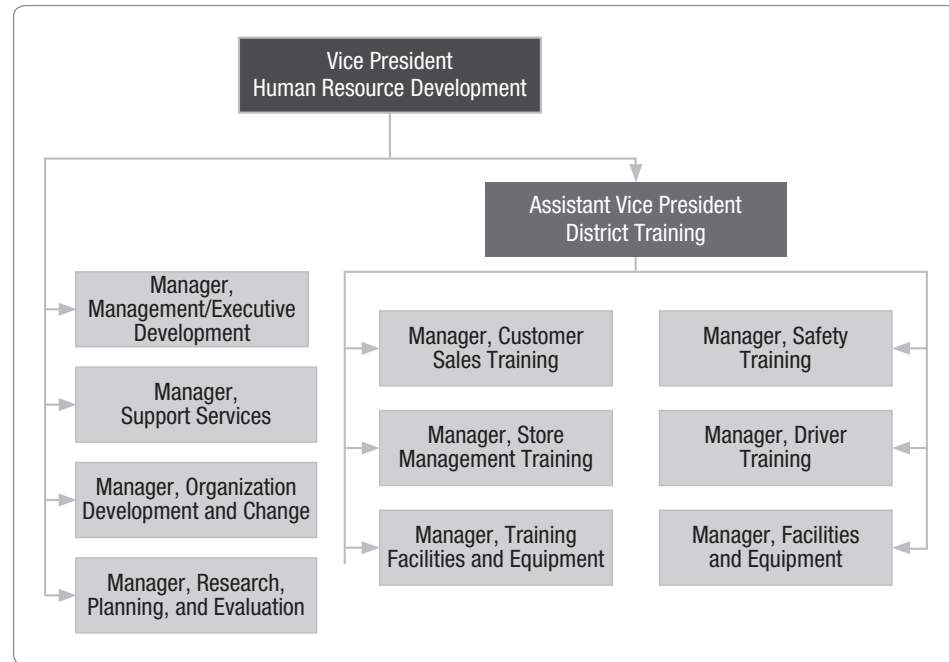 Vice President
Human Resource Development
Assistant Vice President
District Training
Manager,
Management/Executive
Development
Manager,
Support Services
Manager, Organization
Development and Change
Manager, Research,
Planning, and Evaluation
Manager, Customer
Sales Training
Manager, Store
Management Training
Manager, Training
Facilities and Equipment
Manager, Safety
Training
Manager, Driver
Training
Manager, Facilities
and Equipment